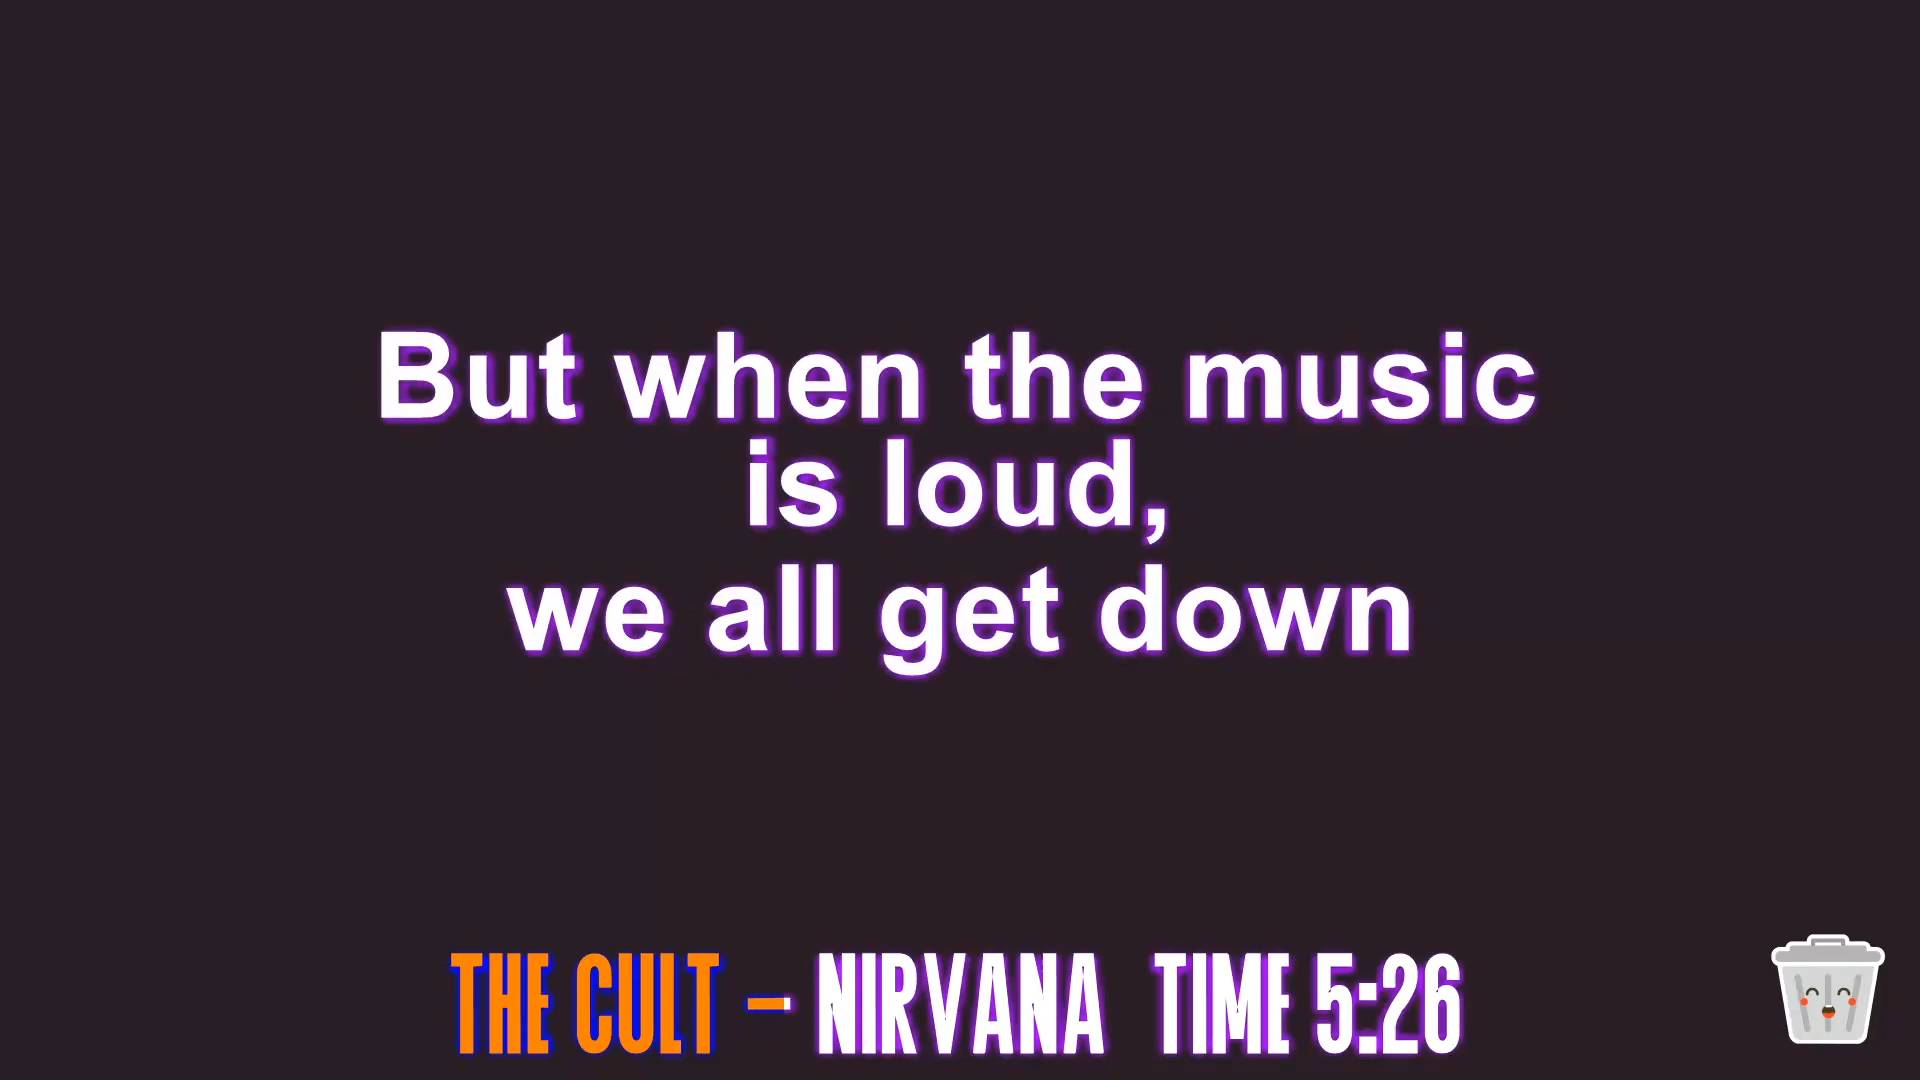 But when the music
is loud,
we all get down
THE CULT – NIRVANA TIME 5:26